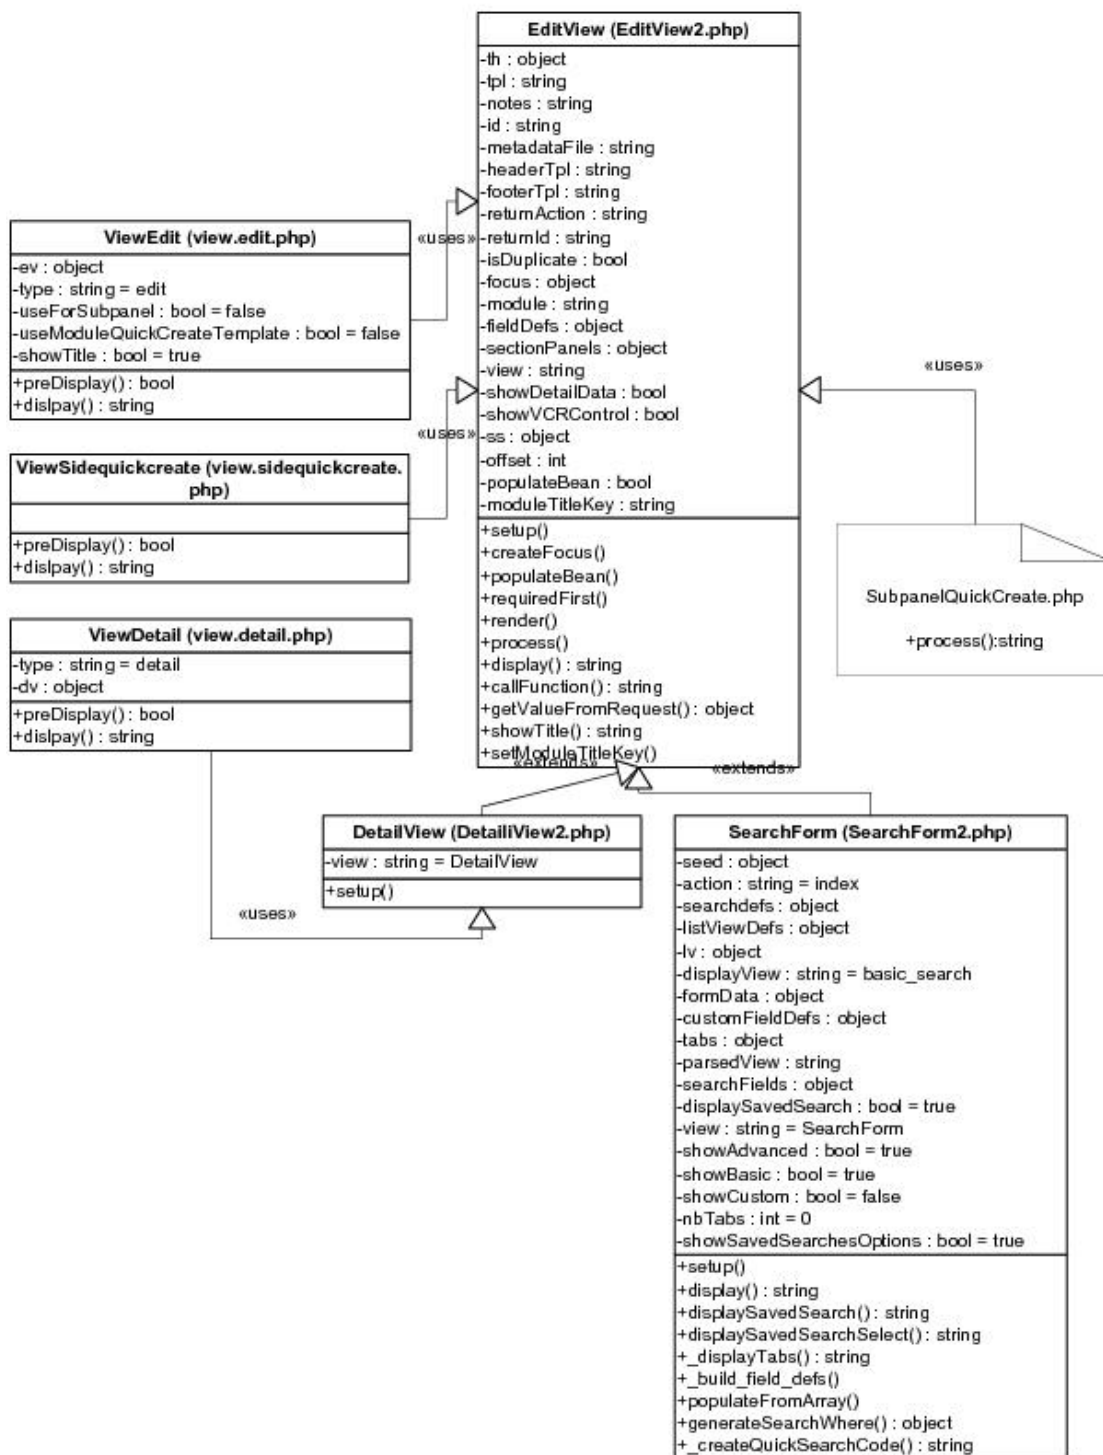 EditView (EditView2.php)
-th : object
-tpl : string
-notes : string
-id : string
-metadataFile : string
-headerTpl : string
-footerTpl : string
-returnAction : string
-returnId : string
-isDuplicate : bool
-focus : object
-module : string
-fieldDefs : object
-sectionPanels : object
-view : string
-showDetailData : bool
-showVCRControl : bool
-ss : object
-offset : int
-populateBean : bool
-moduleTitleKey : string
+setup()
+createFocus()
+populateBean()
+requiredFirst()
+render()
+process()
+display() : string
+callFunction() : string
+getValueFromRequest() : object
+showTitle() : string
+setModuleTitleKey()
«uses»
ViewEdit (view.edit.php)
-ev : object
-type : string = edit
-useForSubpanel : bool = false
-useModuleQuickCreateTemplate : bool = false
-showTitle : bool = true
+preDisplay() : bool
+dislpay() : string
«uses»
ViewSidequickcreate (view.sidequickcreate.
php)
+preDisplay() : bool
+dislpay() : string
«uses»
SubpanelQuickCreate.php
+process():string
ViewDetail (view.detail.php)
-type : string = detail
-dv : object
+preDisplay() : bool
+dislpay() : string
«extends»
«extends»
«uses»
DetailView (DetailiView2.php)
-view : string = DetailView
+setup()
SearchForm (SearchForm2.php)
-seed : object
-action : string = index
-searchdefs : object
-listViewDefs : object
-lv : object
-displayView : string = basic_search
-formData : object
-customFieldDefs : object
-tabs : object
-parsedView : string
-searchFields : object
-displaySavedSearch : bool = true
-view : string = SearchForm
-showAdvanced : bool = true
-showBasic : bool = true
-showCustom : bool = false
-nbTabs : int = 0
-showSavedSearchesOptions : bool = true
+setup()
+display() : string
+displaySavedSearch() : string
+displaySavedSearchSelect() : string
+_displayTabs() : string
+_build_field_defs()
+populateFromArray()
+generateSearchWhere() : object
+_createQuickSearchCode() : string